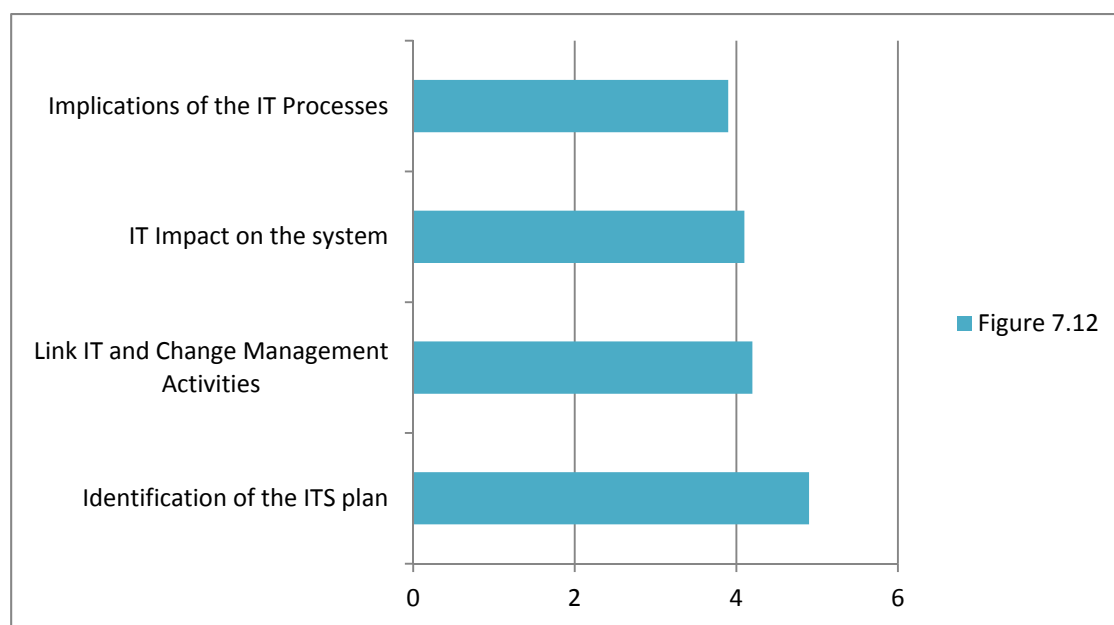 Implications of the IT Processes
IT Impact on the system
Link IT and Change Management
Activities
Identification of the ITS plan
0 2 4 6
Figure 7.12